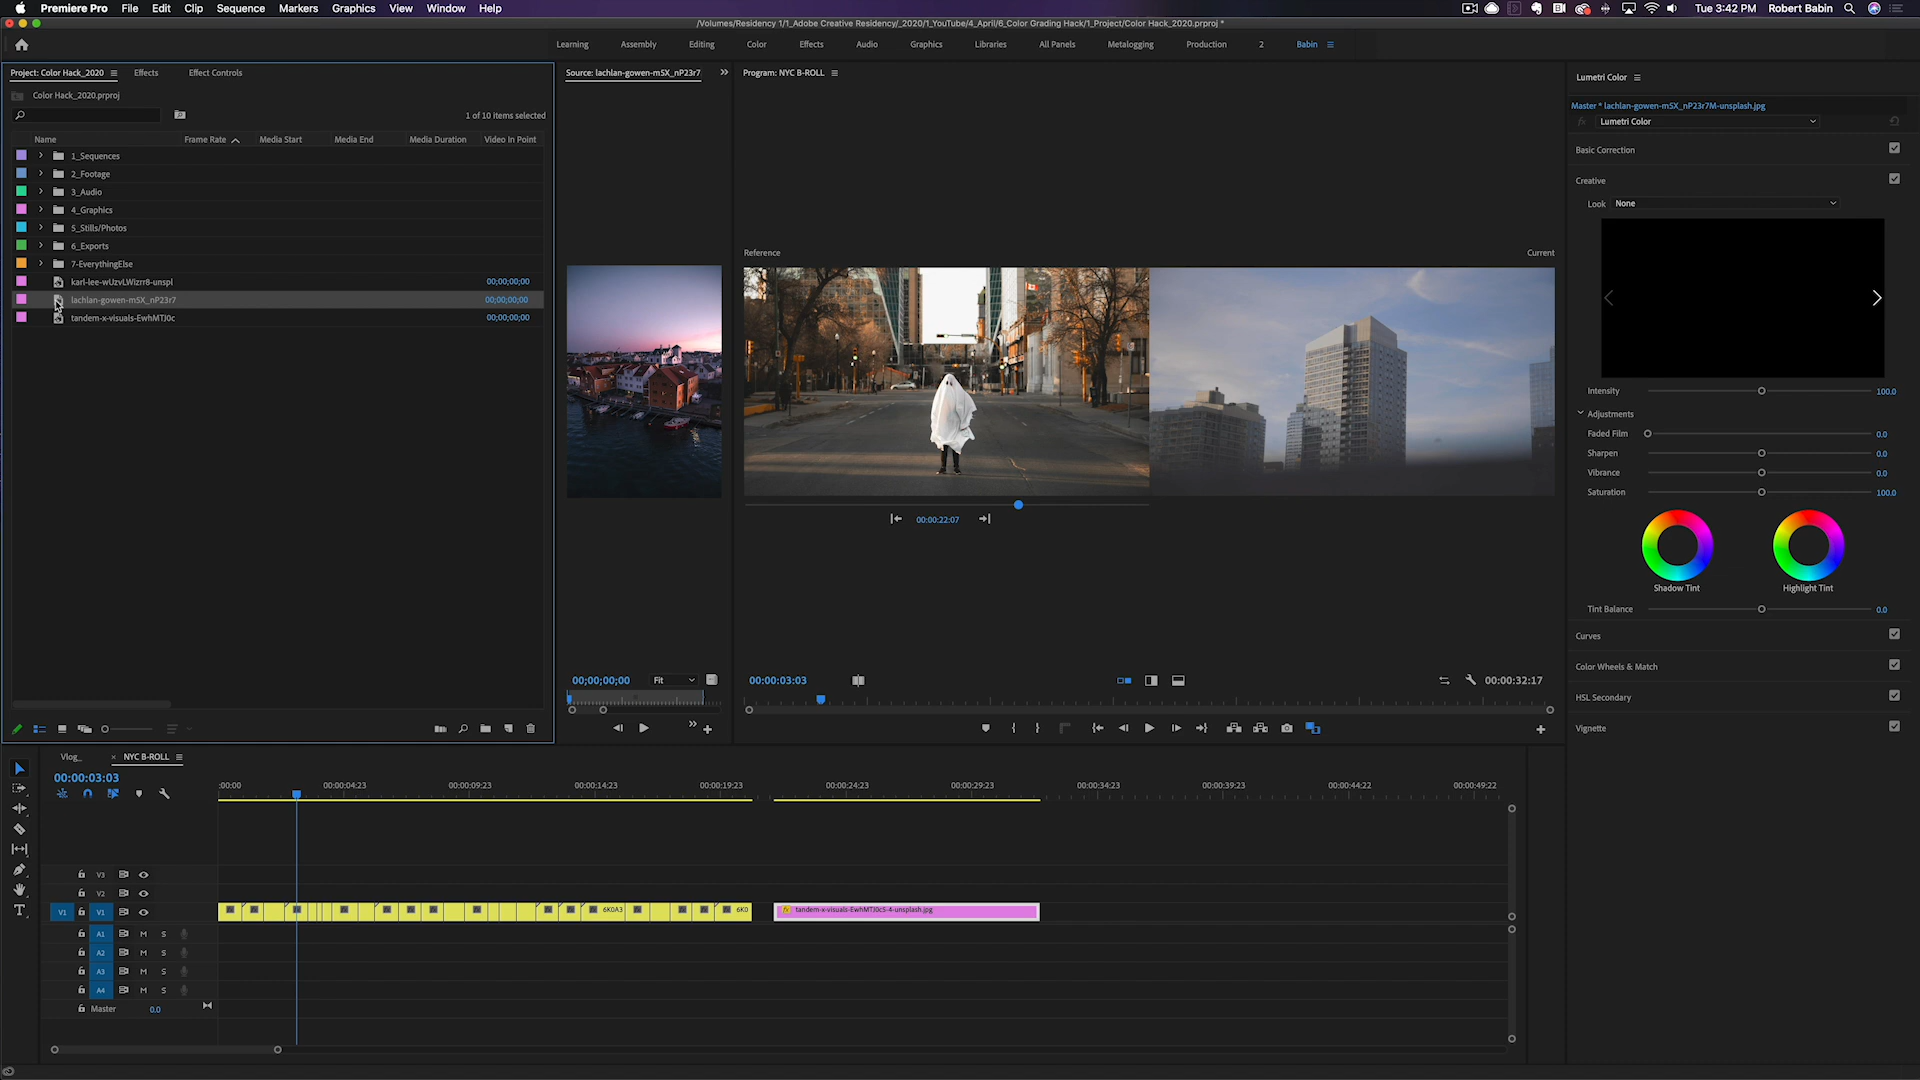 Premiere Pro File Edit Clip Sequence Markers Graphics View Window Help
Tue 3:42 PM Robert Babin
/Volumes/Residency 1/1_Adobe Creative Residency/_2020/1_YouTube/4_April/6_Color Grading Hack/1_Project/Color Hack_2020.prproj *
Learning Assembly Editing Color Effects Audio Graphics Libraries All Panels Metalogging Production 2 Babin
Project: Color Hack_2020 Effects Effect Controls
Color Hack_2020.prproj
1 of 10 items selected
Name Frame Rate Media Start Media End Media Duration Video In Point
1_Sequences
2_Footage
3_Audio
4_Graphics
5_Stills/Photos
6_Exports
7-EverythingElse
karl-lee-wUzvLWizrr8-unspl 00;00;00;00
lachlan-gowen-mSX_nP23r7 00;00;00;00
tandem-x-visuals-EwhMTJ0c 00;00;00;00
Source: lachlan-gowen-mSX_nP23r7
00;00;00;00 Fit
Program: NYC B-ROLL
Reference Current
00:00:22:07
00:00:03:03 00:00:32:17
Lumetri Color
Master * lachlan-gowen-mSX_nP23r7M-unsplash.jpg
fx Lumetri Color
Basic Correction
Creative
Look None
Intensity 100.0
Adjustments
Faded Film 0.0
Sharpen 0.0
Vibrance 0.0
Saturation 100.0
Shadow Tint Highlight Tint
Tint Balance 0.0
Curves
Color Wheels & Match
HSL Secondary
Vignette
Vlog_ × NYC B-ROLL
00:00:03:03
:00:00 00:00:04:23 00:00:09:23 00:00:14:23 00:00:19:23 00:00:24:23 00:00:29:23 00:00:34:23 00:00:39:23 00:00:44:22 00:00:49:22
V3
V2
V1 V1 6K0A3 6K0 fx tandem-x-visuals-EwhMTJ0cS-4-unsplash.jpg
A1 M S
A2 M S
A3 M S
A4 M S
Master 0.0